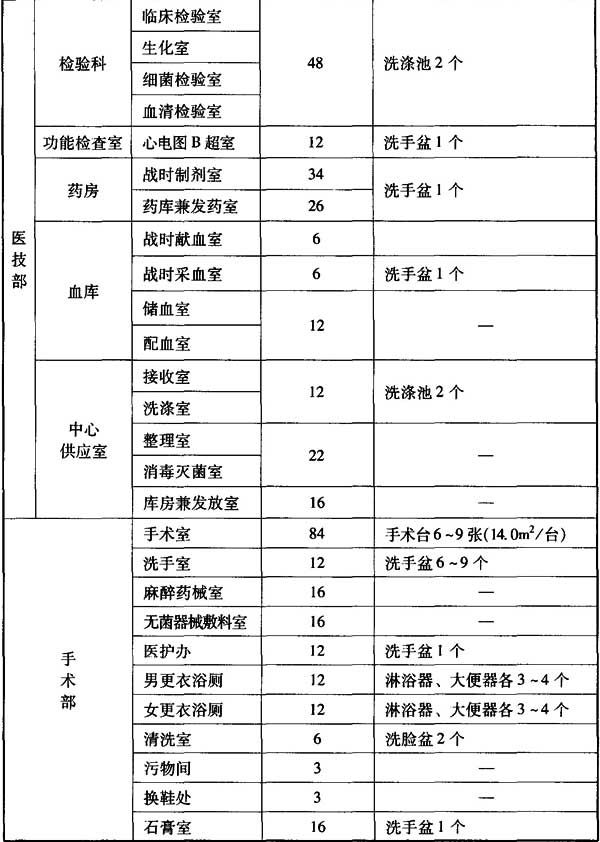 医技部
检验科
临床检验室
生化室
细菌检验室
血清检验室
48
洗涤池2个
功能检查室
心电图B超室
12
洗手盆1个
药房
战时制剂室
34
洗手盆1个
药库兼发药室
26
血库
战时献血室
6
战时采血室
6
洗手盆1个
储血室
配血室
12
—
中心
供应室
接收室
洗涤室
12
洗涤池2个
整理室
消毒灭菌室
22
—
库房兼发放室
16
—
手术部
手术室
84
手术台6~9张(14.0m²/台)
洗手室
12
洗手盆6~9个
麻醉药械室
16
—
无菌器械敷料室
16
—
医护办
12
洗手盆1个
男更衣浴厕
12
淋浴器、大便器各3~4个
女更衣浴厕
12
淋浴器、大便器各3~4个
清洗室
6
洗脸盆2个
污物间
3
—
换鞋处
3
—
石膏室
16
洗手盆1个